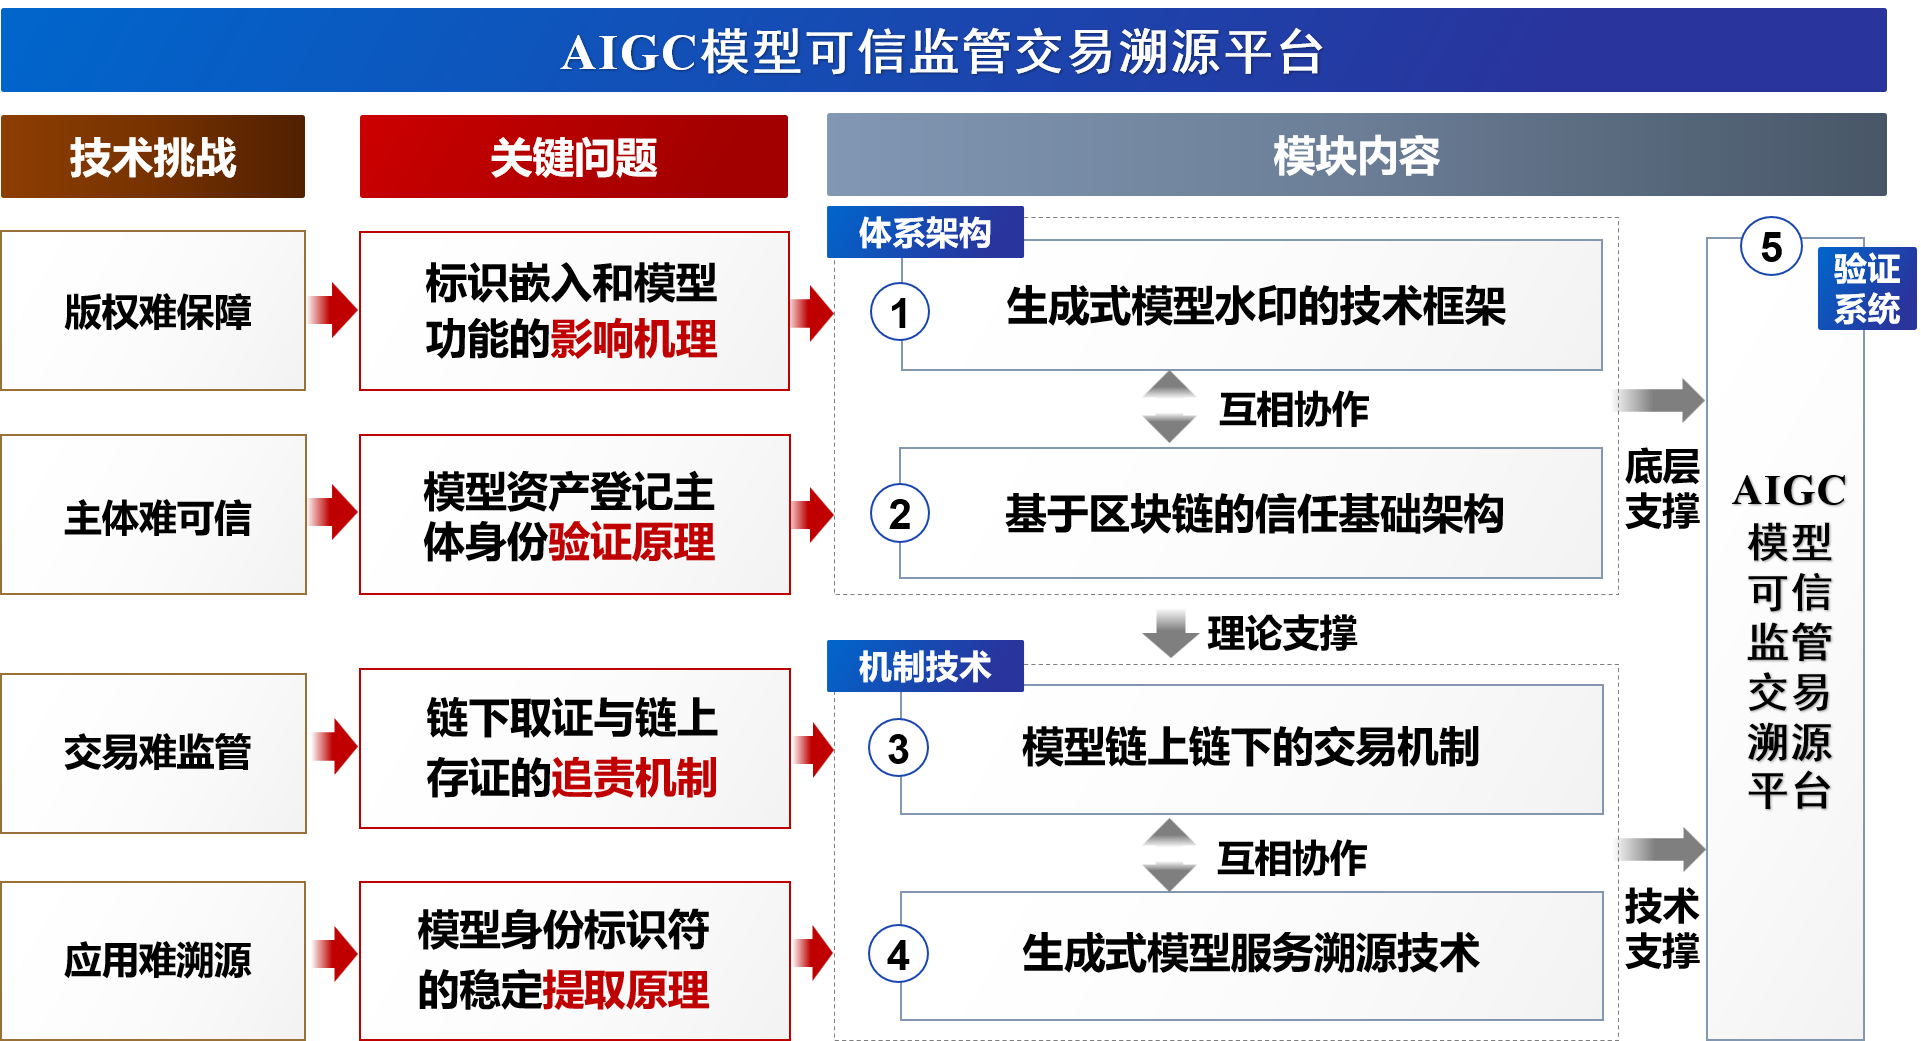 AIGC模型可信监管交易溯源平台
技术挑战
关键问题
模块内容
版权难保障
标识嵌入和模型
功能的影响机理
体系架构
1
生成式模型水印的技术框架
互相协作
主体难可信
模型资产登记主
体身份验证原理
2
基于区块链的信任基础架构
底层
支撑
理论支撑
交易难监管
链下取证与链上
存证的追责机制
机制技术
3
模型链上链下的交易机制
互相协作
应用难溯源
模型身份标识符
的稳定提取原理
4
生成式模型服务溯源技术
技术
支撑
5
验证
系统
AIGC
模型
可信
监管
交易
溯源
平台